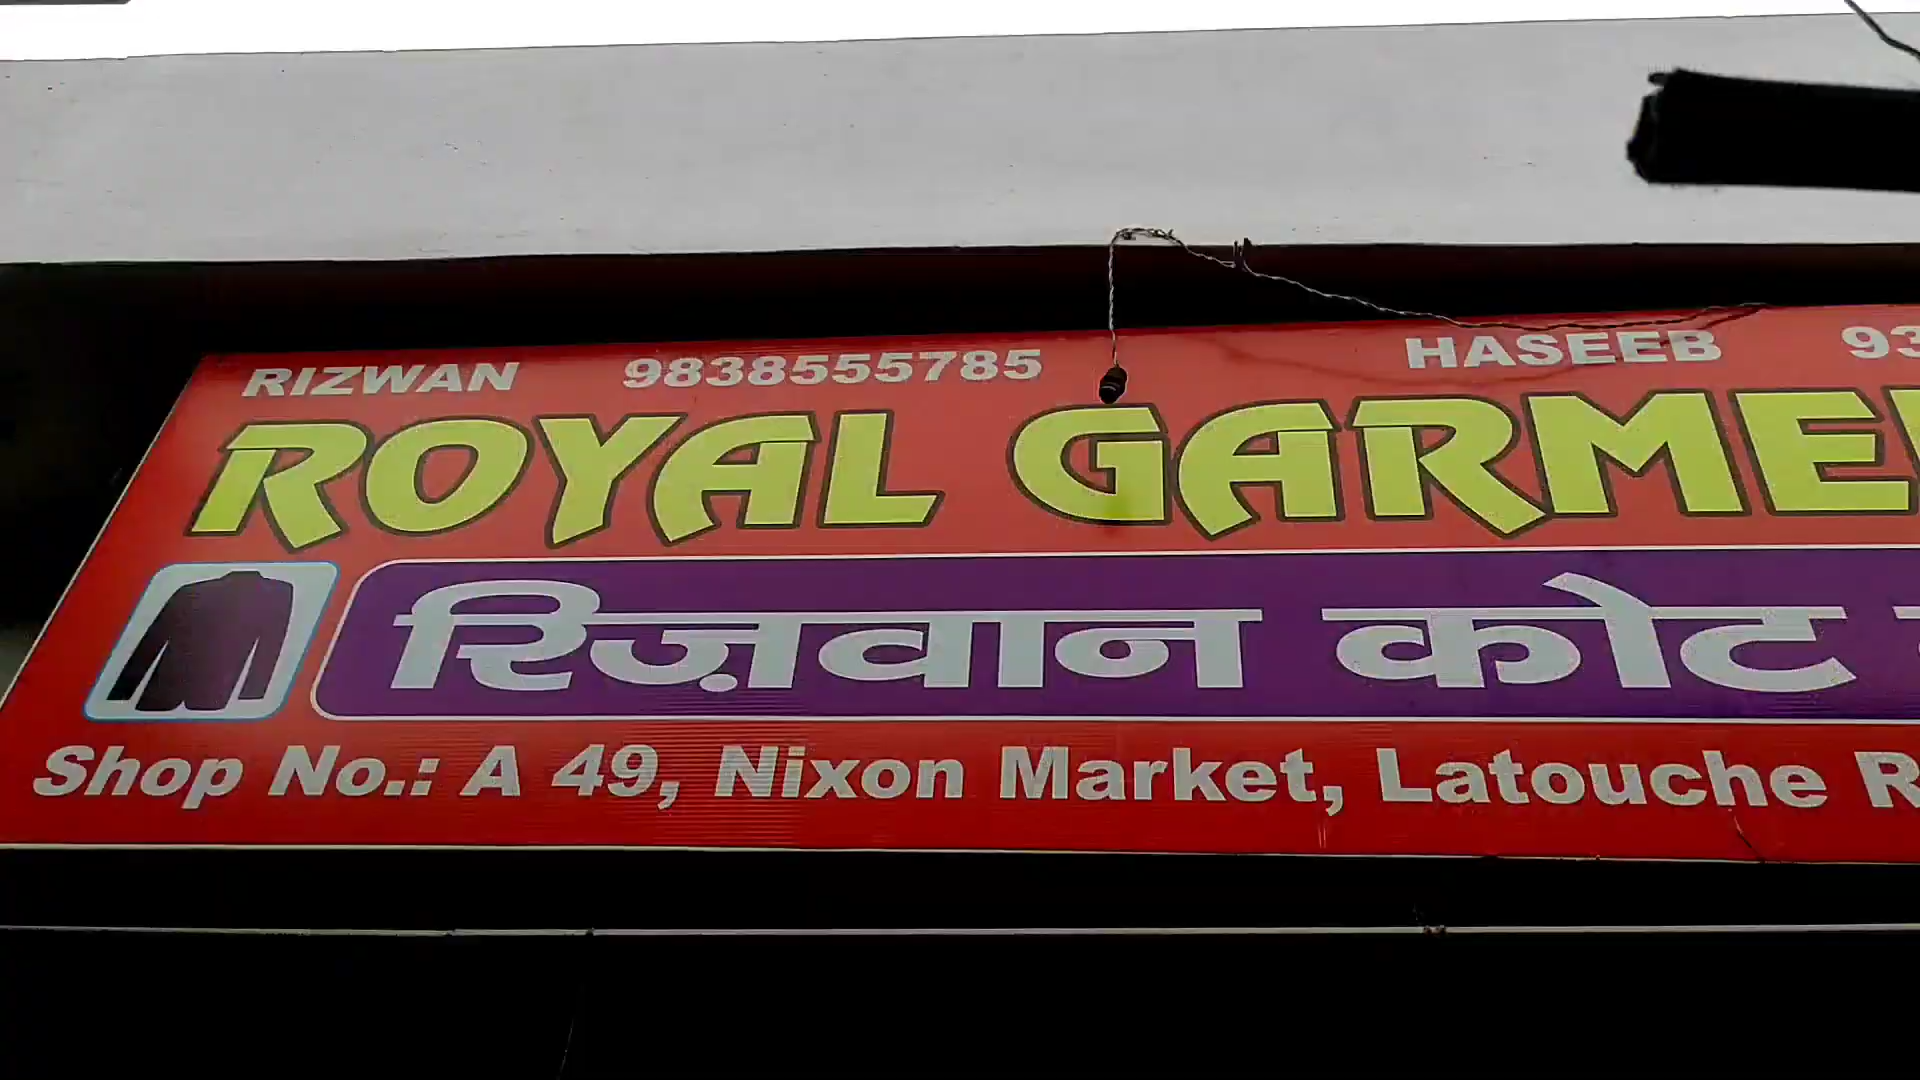 RIZWAN 9838555785 HASEEB 93
ROYAL GARME
रिज़वान कोट
Shop No.: A 49, Nixon Market, Latouche R